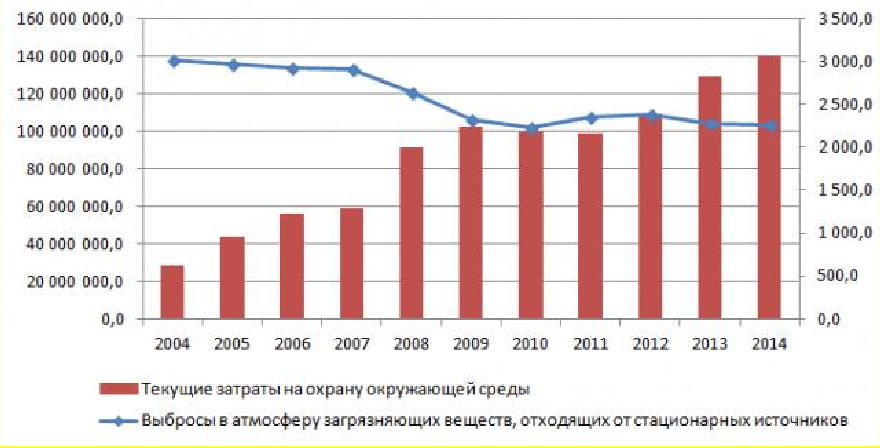 160 000 000,0 3 500,0
140 000 000,0 3 000,0
120 000 000,0 2 500,0
100 000 000,0 2 000,0
80 000 000,0 1 500,0
60 000 000,0 1 000,0
40 000 000,0 500,0
20 000 000,0 0,0
0,0
2004 2005 2006 2007 2008 2009 2010 2011 2012 2013 2014
Текущие затраты на охрану окружающей среды
Выбросы в атмосферу загрязняющих веществ, отходящих от стационарных источников